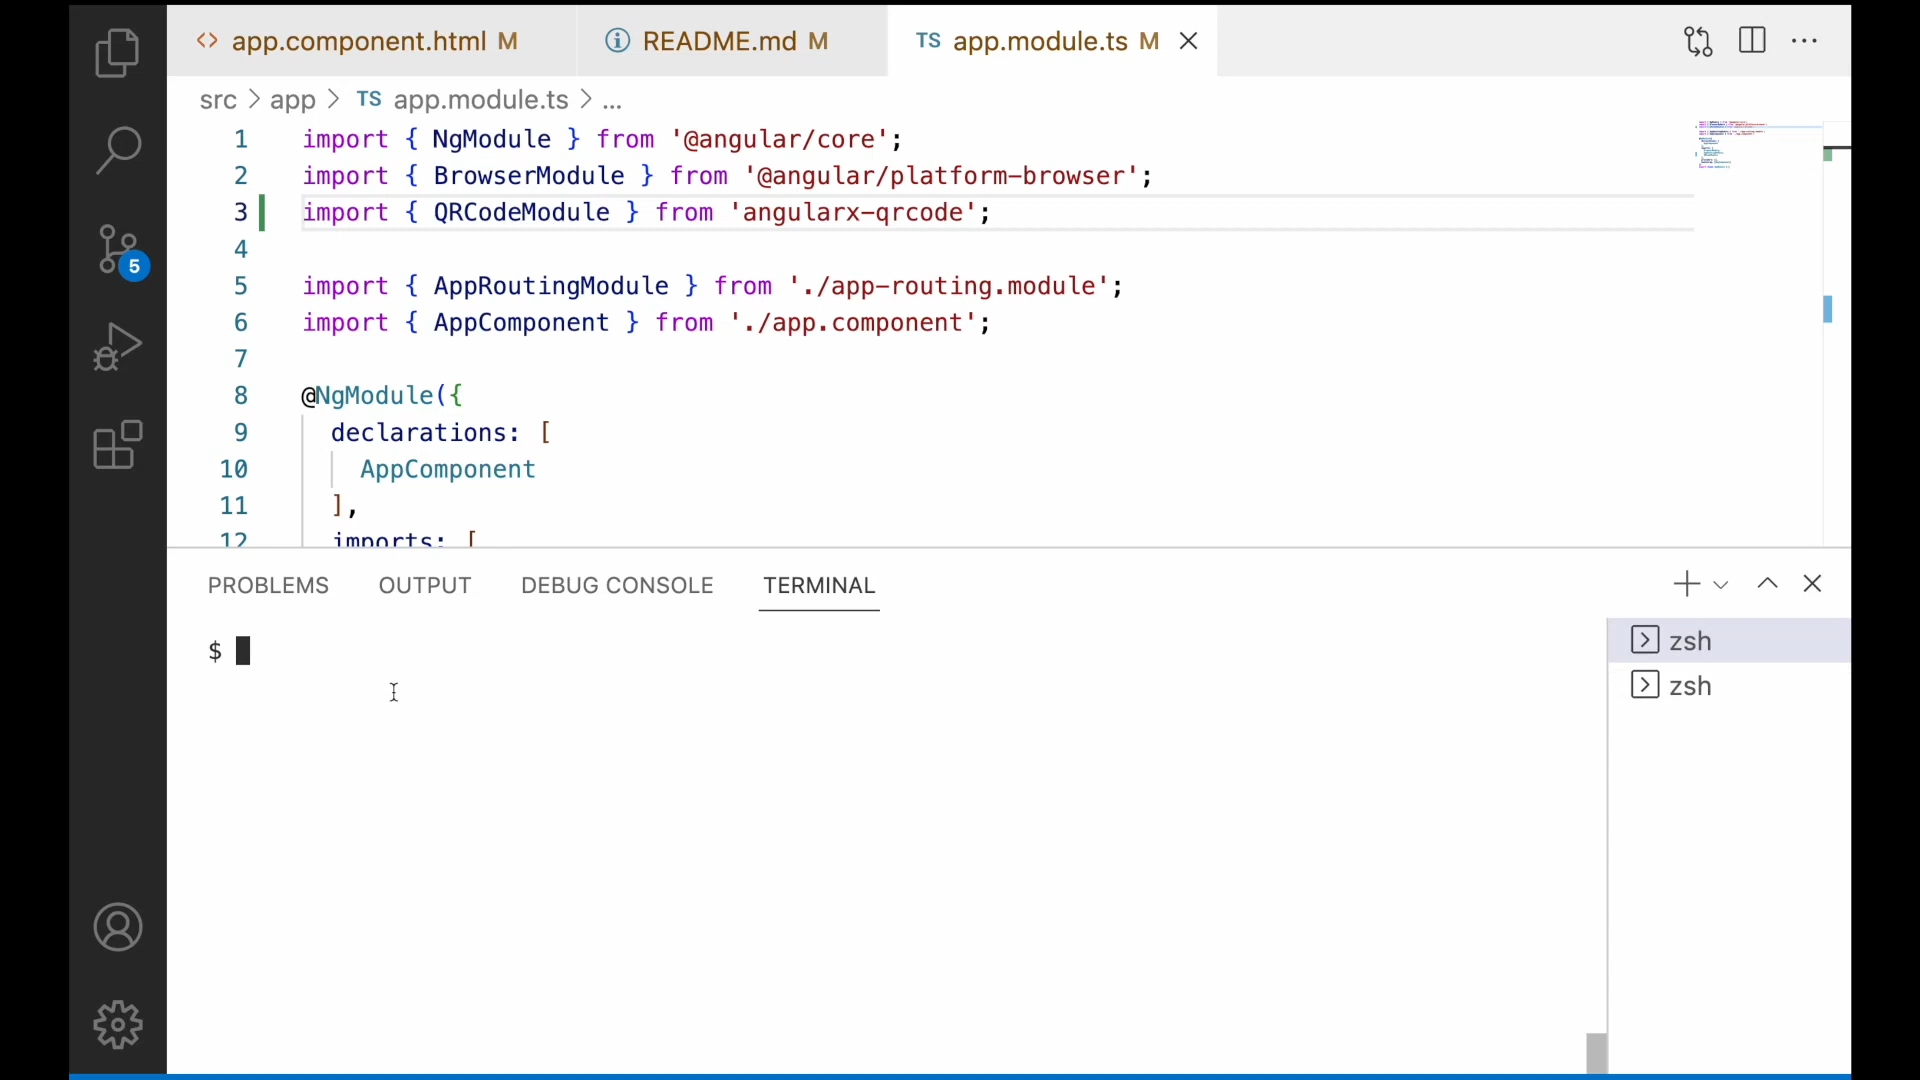 <> app.component.html M
README.md M
TS app.module.ts M
src > app > TS app.module.ts > ...
1 import { NgModule } from '@angular/core';
2 import { BrowserModule } from '@angular/platform-browser';
3 import { QRCodeModule } from 'angularx-qrcode';
4
5 import { AppRoutingModule } from './app-routing.module';
6 import { AppComponent } from './app.component';
7
8 @NgModule({
9 declarations: [
10 AppComponent
11 ],
12 imports: [
5
PROBLEMS OUTPUT DEBUG CONSOLE TERMINAL
$
zsh
zsh